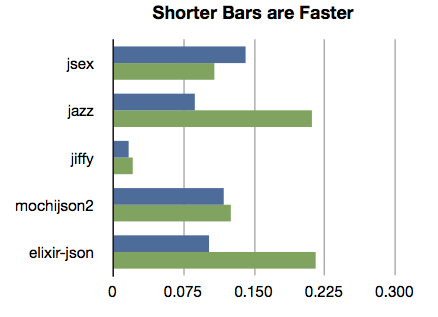 Shorter Bars are Faster
jsex
jazz
jiffy
mochijson2
elixir-json
0 0.075 0.150 0.225 0.300